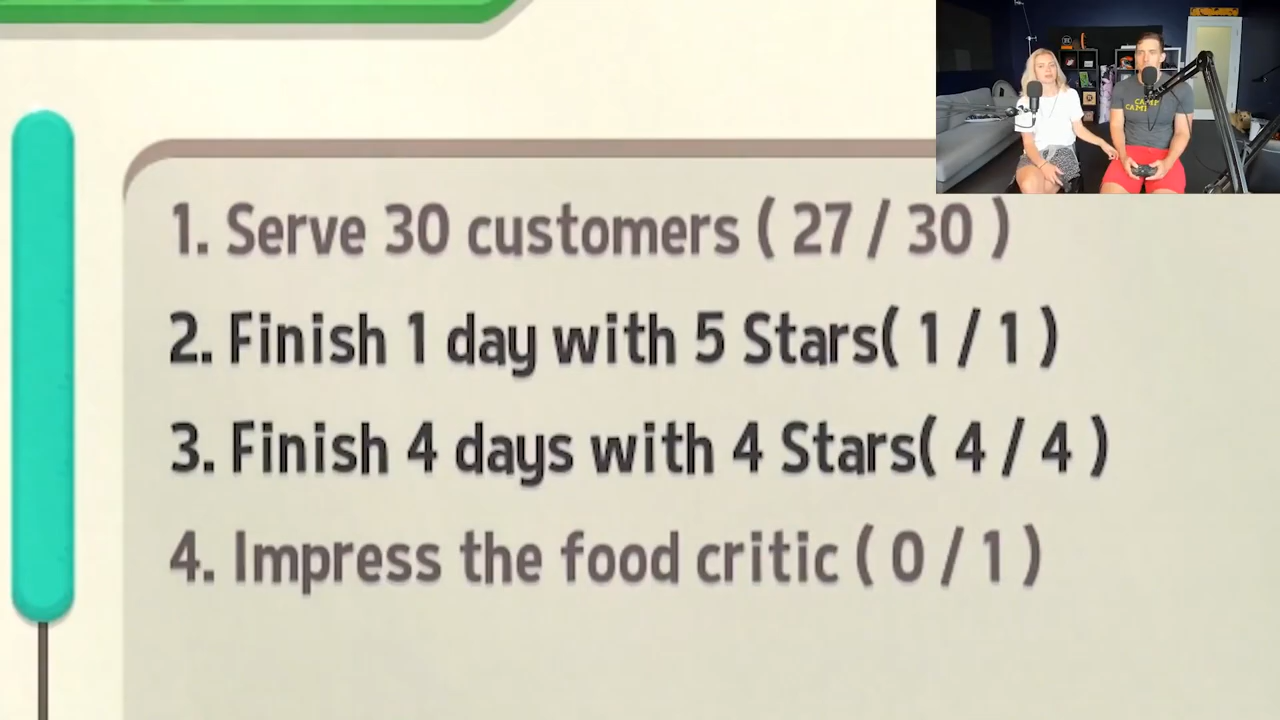 1. Serve 30 customers ( 27 / 30 )
2. Finish 1 day with 5 Stars( 1 / 1 )
3. Finish 4 days with 4 Stars( 4 / 4 )
4. Impress the food critic ( 0 / 1 )
CAMP